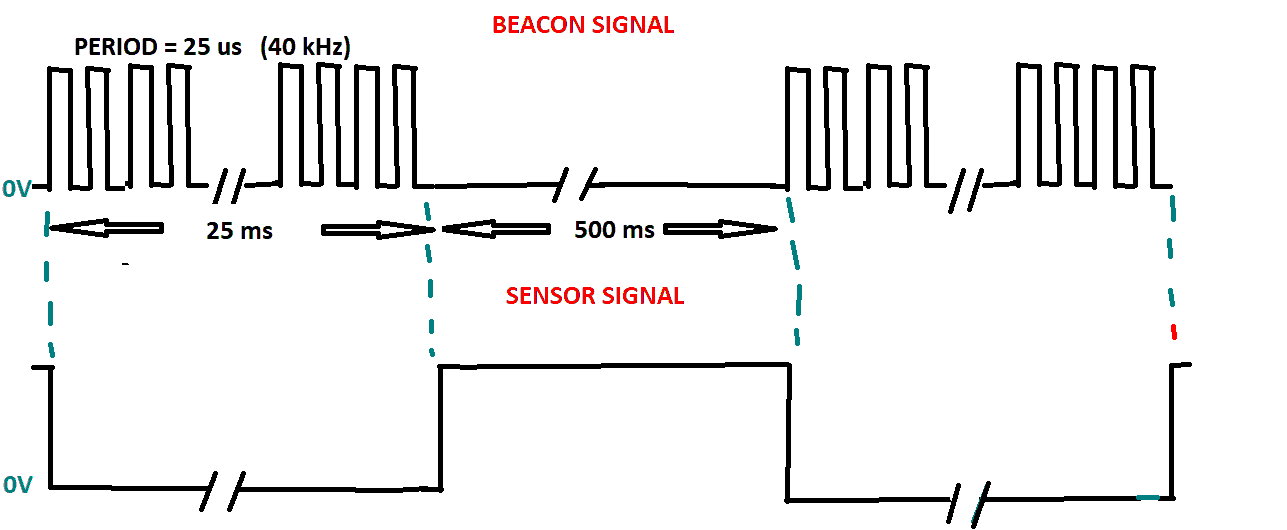 BEACON SIGNAL
PERIOD = 25 us (40 kHz)
0V
25 ms
500 ms
SENSOR SIGNAL
0V